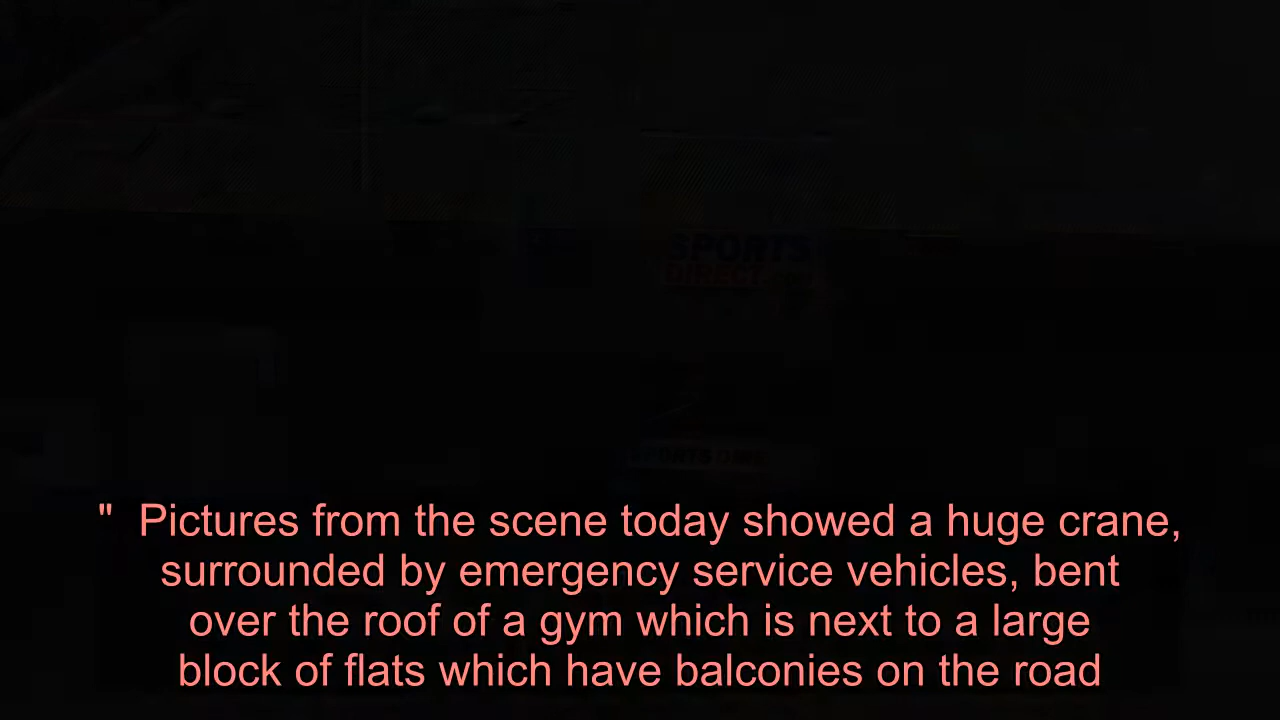 SPORTS
DIRECT
" Pictures from the scene today showed a huge crane,
surrounded by emergency service vehicles, bent
over the roof of a gym which is next to a large
block of flats which have balconies on the road